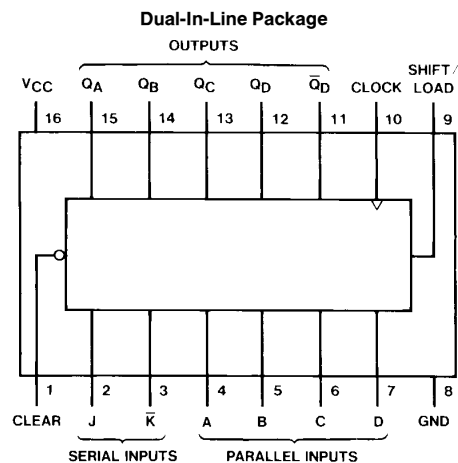 Dual-In-Line Package
OUTPUTS
VCC QA QB QC QD Q̅D CLOCK SHIFT/
LOAD
16 15 14 13 12 11 10 9
1 2 3 4 5 6 7 8
CLEAR J K̅ A B C D GND
SERIAL INPUTS PARALLEL INPUTS